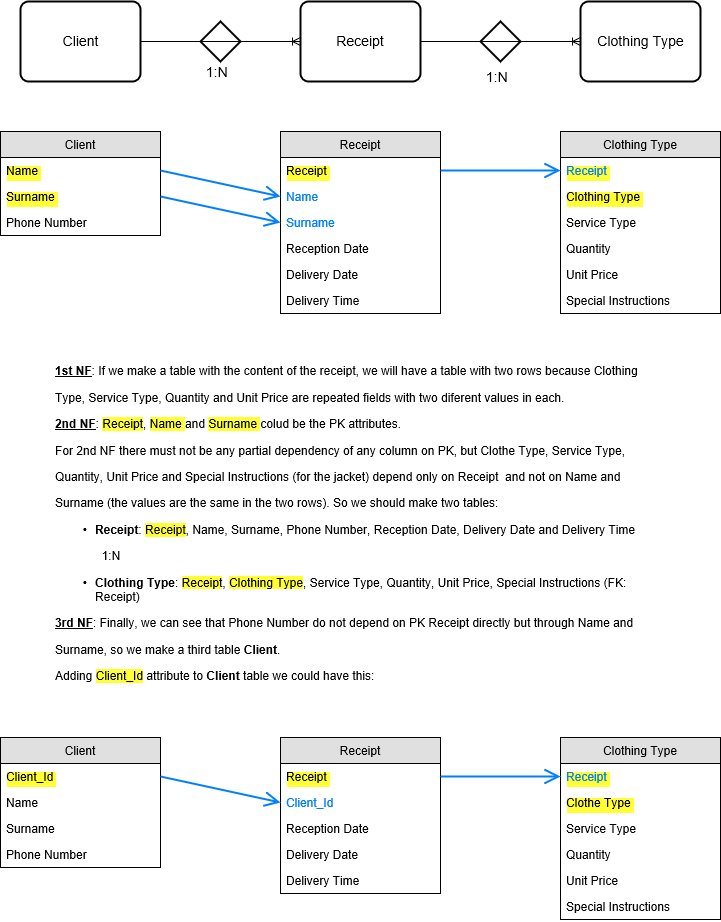 Client
Receipt
Clothing Type
1:N
1:N
Client
Name
Surname
Phone Number
Receipt
Receipt
Name
Surname
Reception Date
Delivery Date
Delivery Time
Clothing Type
Receipt
Clothing Type
Service Type
Quantity
Unit Price
Special Instructions
1st NF: If we make a table with the content of the receipt, we will have a table with two rows because Clothing
Type, Service Type, Quantity and Unit Price are repeated fields with two diferent values in each.
2nd NF: Receipt, Name and Surname colud be the PK attributes.
For 2nd NF there must not be any partial dependency of any column on PK, but Clothe Type, Service Type,
Quantity, Unit Price and Special Instructions (for the jacket) depend only on Receipt and not on Name and
Surname (the values are the same in the two rows). So we should make two tables:
• Receipt: Receipt, Name, Surname, Phone Number, Reception Date, Delivery Date and Delivery Time
1:N
• Clothing Type: Receipt, Clothing Type, Service Type, Quantity, Unit Price, Special Instructions (FK:
Receipt)
3rd NF: Finally, we can see that Phone Number do not depend on PK Receipt directly but through Name and
Surname, so we make a third table Client.
Adding Client_Id attribute to Client table we could have this:
Client
Client_Id
Name
Surname
Phone Number
Receipt
Receipt
Client_Id
Reception Date
Delivery Date
Delivery Time
Clothing Type
Receipt
Clothe Type
Service Type
Quantity
Unit Price
Special Instructions